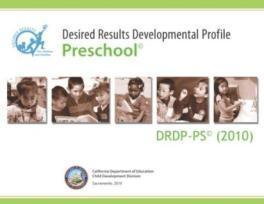 Desired Results Developmental Profile
Preschool©
DRDP-PS© (2010)
California Department of Education
Child Development Division
Sacramento, 2010